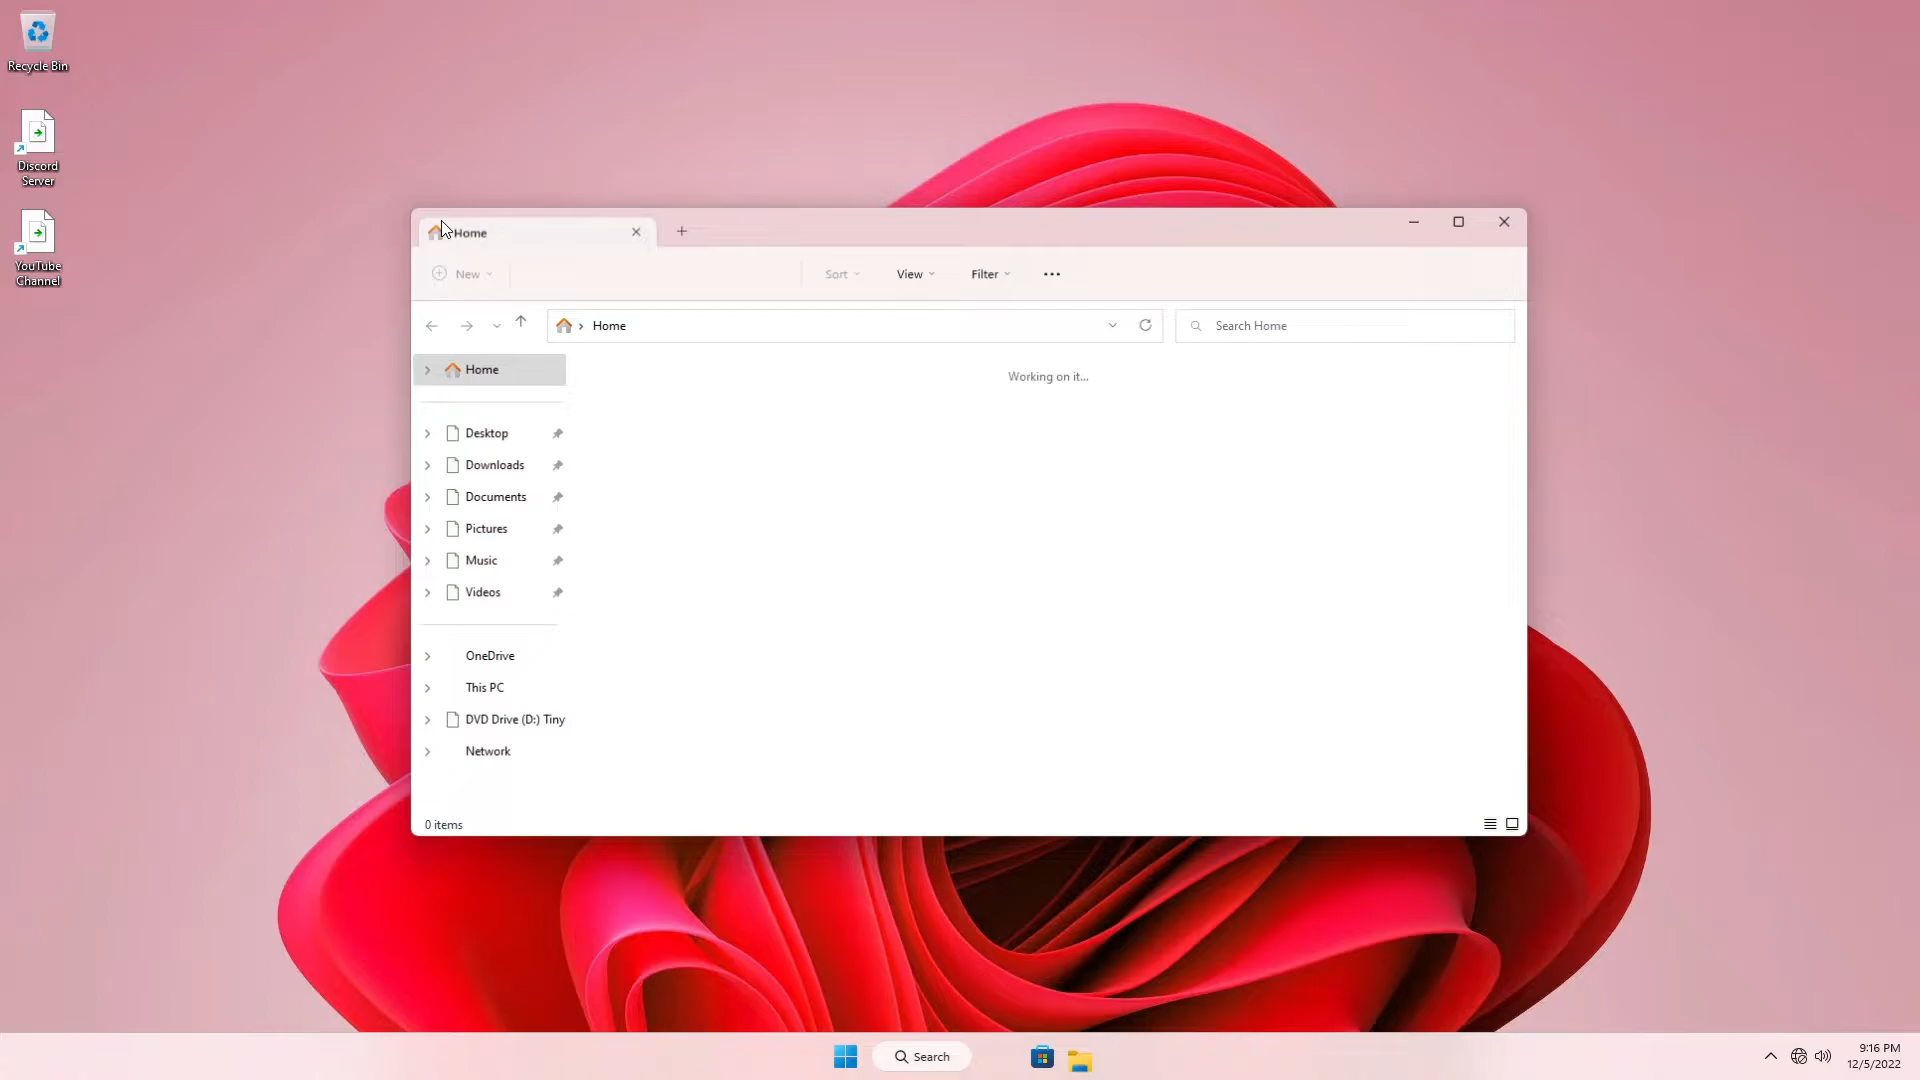 Recycle Bin
Discord
Server
YouTube
Channel
Home
New
Sort
View
Filter
Home
Search Home
Home
Working on it...
Desktop
Downloads
Documents
Pictures
Music
Videos
OneDrive
This PC
DVD Drive (D:) Tiny
Network
0 items
Search
9:16 PM
12/5/2022